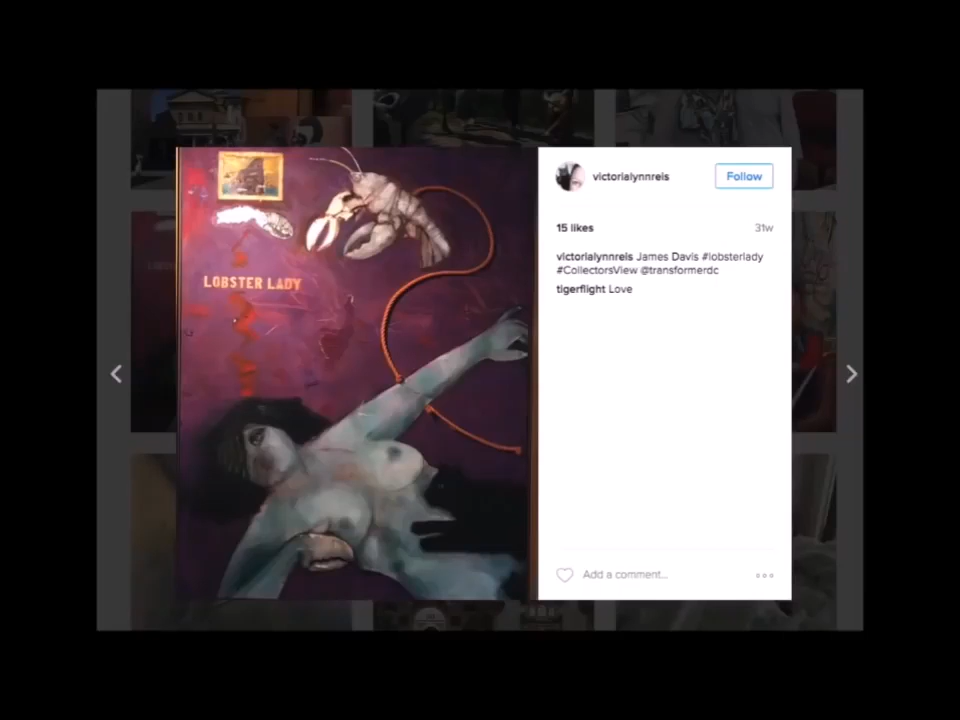 LOBSTER LADY
victorialynnreis
Follow
15 likes
31w
victorialynnreis James Davis #lobsterlady
#CollectorsView @transformerdc
tigerflight Love
Add a comment...